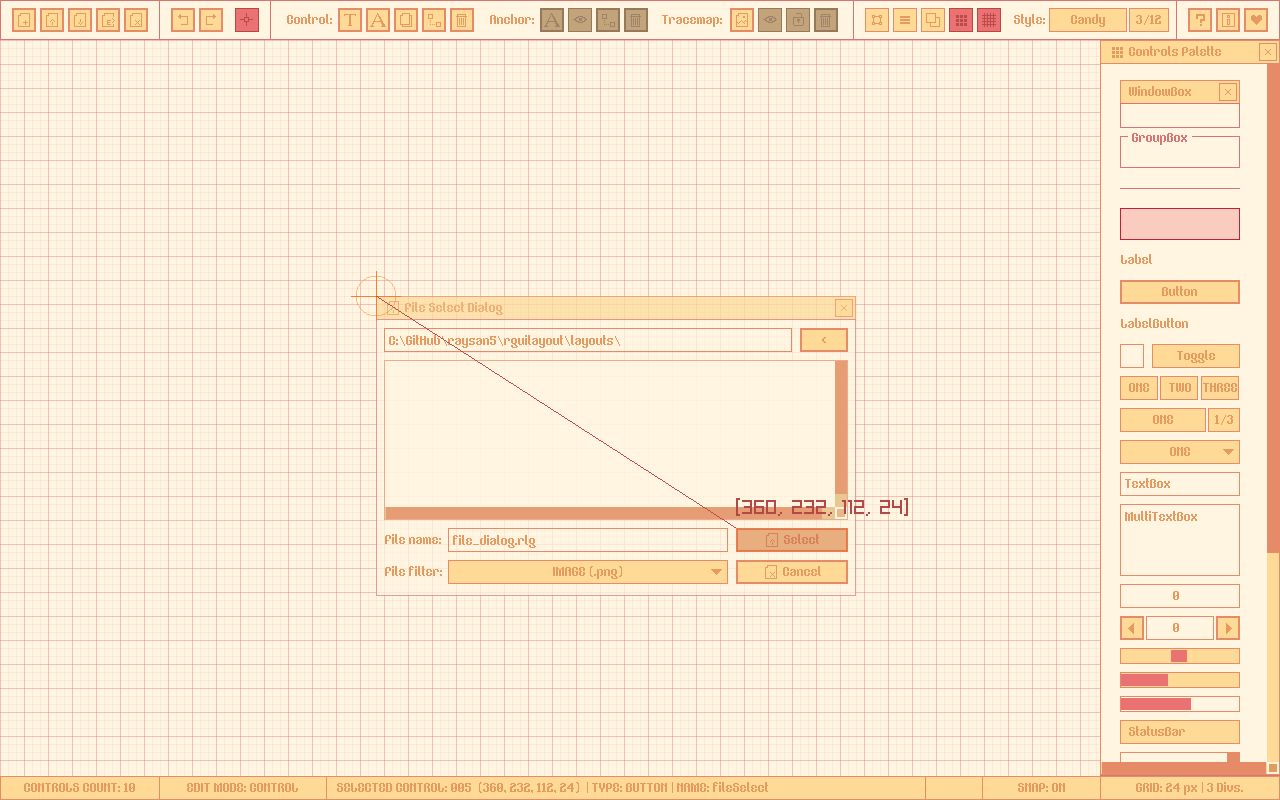 Control: Anchor: Tracemap: Style: Candy 3/12
Controls Palette
WindowBox
GroupBox
Label
Button
LabelButton
Toggle
ONE TWO THREE
ONE 1/3
ONE
TextBox
MultiTextBox
0
0
StatusBar
File Select Dialog
C:\GitHub\raysan5\rguilayout\layouts\ <
[360, 232, 112, 24]
File name: file_dialog.rlg Select
File filter: IMAGE (.png) Cancel
CONTROLS COUNT: 10 EDIT MODE: CONTROL SELECTED CONTROL: 005 (360, 232, 112, 24) | TYPE: BUTTON | NAME: fileSelect SNAP: ON GRID: 24 px | 3 Divs.